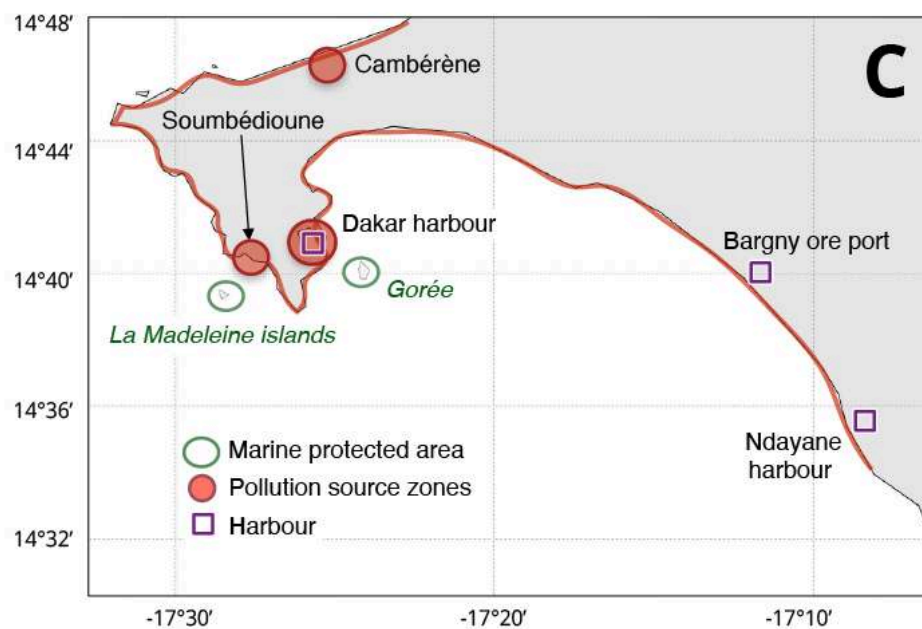 14°48′
14°44′
14°40′
14°36′
14°32′
C
Cambérène
Soumbédioune
Dakar harbour
Bargny ore port
Gorée
La Madeleine islands
Ndayane
harbour
Marine protected area
Pollution source zones
Harbour
-17°30′
-17°20′
-17°10′